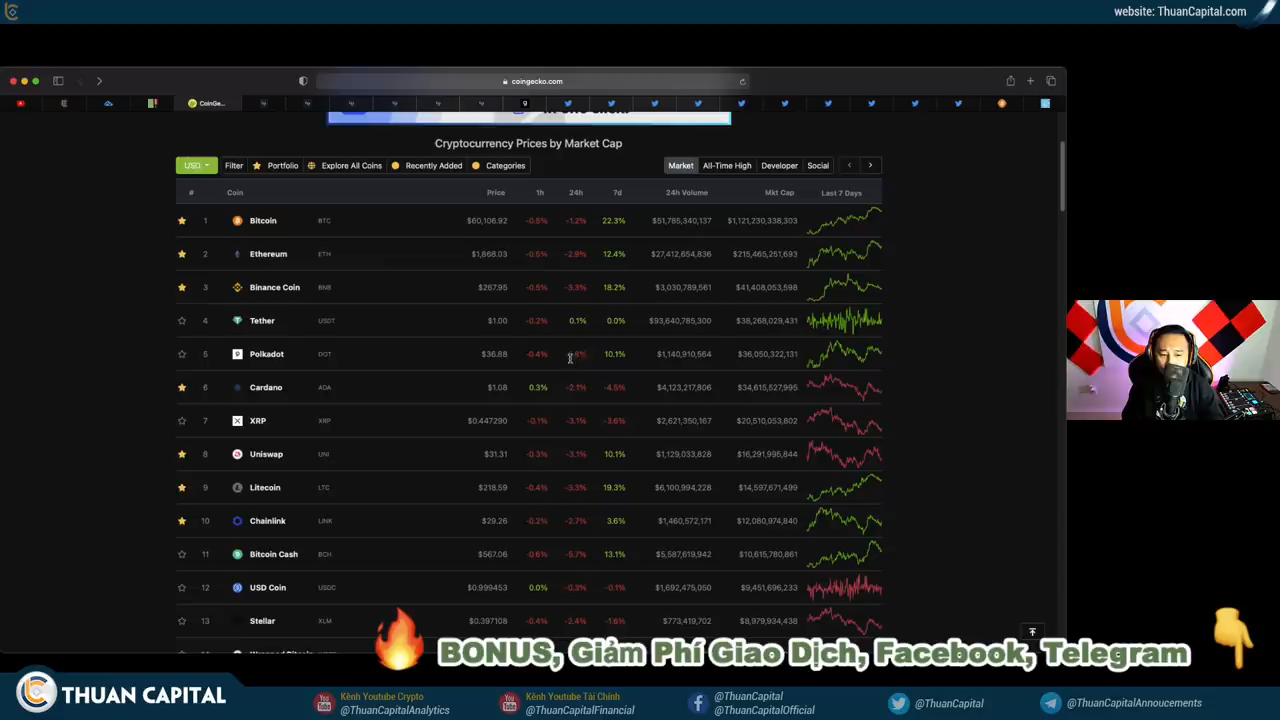 website: ThuanCapital.com
coingecko.com
CoinGe...
Cryptocurrency Prices by Market Cap
USD Filter Portfolio Explore All Coins Recently Added Categories Market All-Time High Developer Social
# Coin Price 1h 24h 7d 24h Volume Mkt Cap Last 7 Days
1 Bitcoin BTC $60,106.92 -0.5% -1.2% 22.3% $51,785,340,137 $1,121,230,338,303
2 Ethereum ETH $1,868.03 -0.5% -2.9% 12.4% $27,412,654,836 $215,465,251,693
3 Binance Coin BNB $267.95 -0.5% -3.3% 18.2% $3,030,789,561 $41,408,053,598
4 Tether USDT $1.00 -0.2% 0.1% 0.0% $93,640,785,300 $38,268,029,431
5 Polkadot DOT $36.88 -0.4% 10.1% $1,140,910,564 $36,050,322,131
6 Cardano ADA $1.08 0.3% -2.1% -4.5% $4,123,217,806 $34,615,527,995
7 XRP XRP $0.447290 -0.1% -3.1% -3.6% $2,621,350,167 $20,510,053,802
8 Uniswap UNI $31.31 -0.3% -3.1% 10.1% $1,129,033,828 $16,291,995,844
9 Litecoin LTC $218.59 -0.4% -3.3% 19.3% $6,100,994,228 $14,597,671,499
10 Chainlink LINK $29.26 -0.2% -2.7% 3.6% $1,460,572,171 $12,080,974,840
11 Bitcoin Cash BCH $567.06 -0.6% -5.7% 13.1% $5,587,619,942 $10,615,780,861
12 USD Coin USDC $0.999453 0.0% -0.3% -0.1% $1,692,475,050 $9,451,696,233
13 Stellar XLM $0.397108 -0.4% -2.4% -1.6% $773,419,702 $8,979,934,438
BONUS, Giảm Phí Giao Dịch, Facebook, Telegram
THUAN CAPITAL
Kênh Youtube Crypto
@ThuanCapitalAnalytics
Kênh Youtube Tài Chính
@ThuanCapitalFinancial
@ThuanCapital
@ThuanCapitalOfficial
@ThuanCapital
@ThuanCapitalAnnoucements